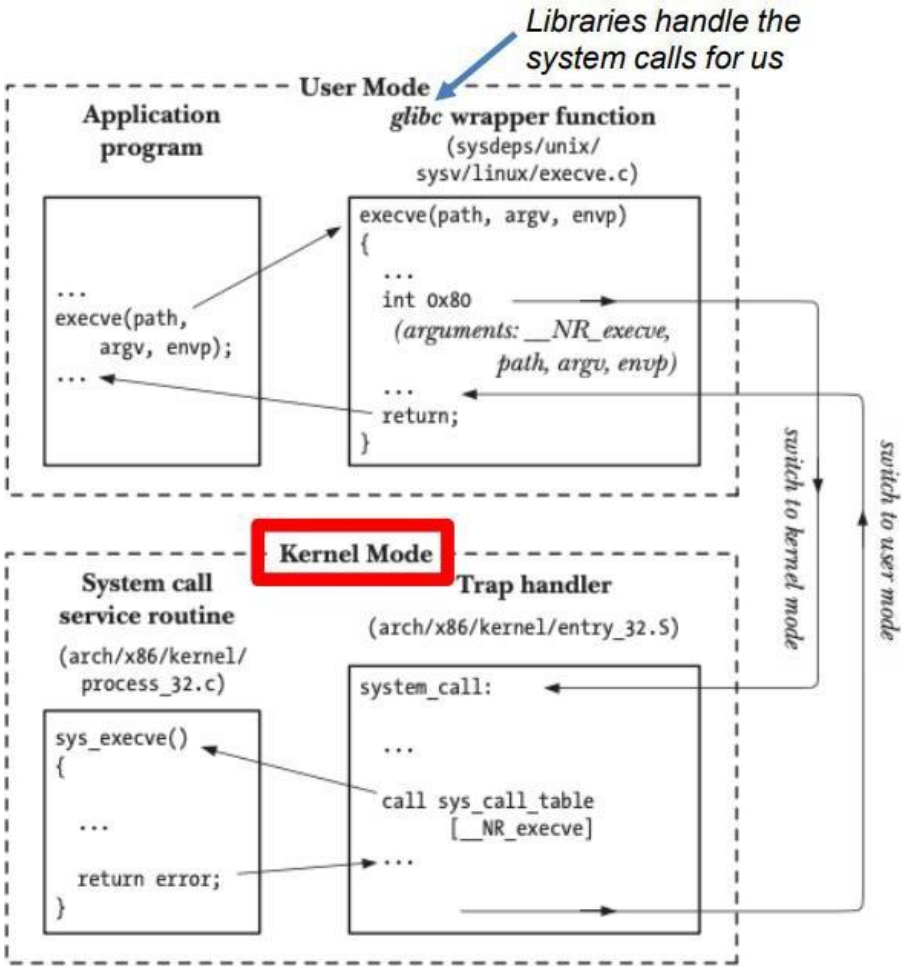 Libraries handle the
system calls for us
User Mode
Application
program
glibc wrapper function
(sysdeps/unix/
sysv/linux/execve.c)
...
execve(path,
argv, envp);
...
execve(path, argv, envp)
{
...
int 0x80
(arguments: __NR_execve,
path, argv, envp)
...
return;
}
switch to kernel mode
switch to user mode
Kernel Mode
System call
service routine
(arch/x86/kernel/
process_32.c)
Trap handler
(arch/x86/kernel/entry_32.S)
sys_execve()
{
...
return error;
}
system_call:
...
call sys_call_table
[__NR_execve]
...